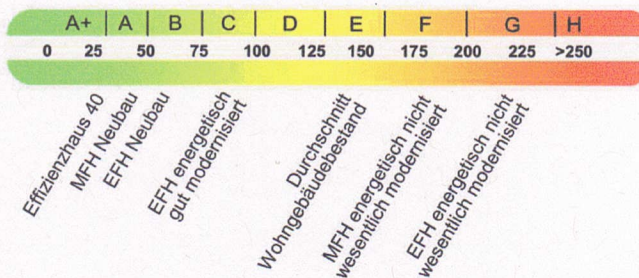 A+ A B C D E F G H
0 25 50 75 100 125 150 175 200 225 >250
Effizienzhaus 40
MFH Neubau
EFH Neubau
EFH energetisch
gut modernisiert
Durchschnitt
Wohngebäudebestand
MFH energetisch nicht
wesentlich modernisiert
EFH energetisch nicht
wesentlich modernisiert